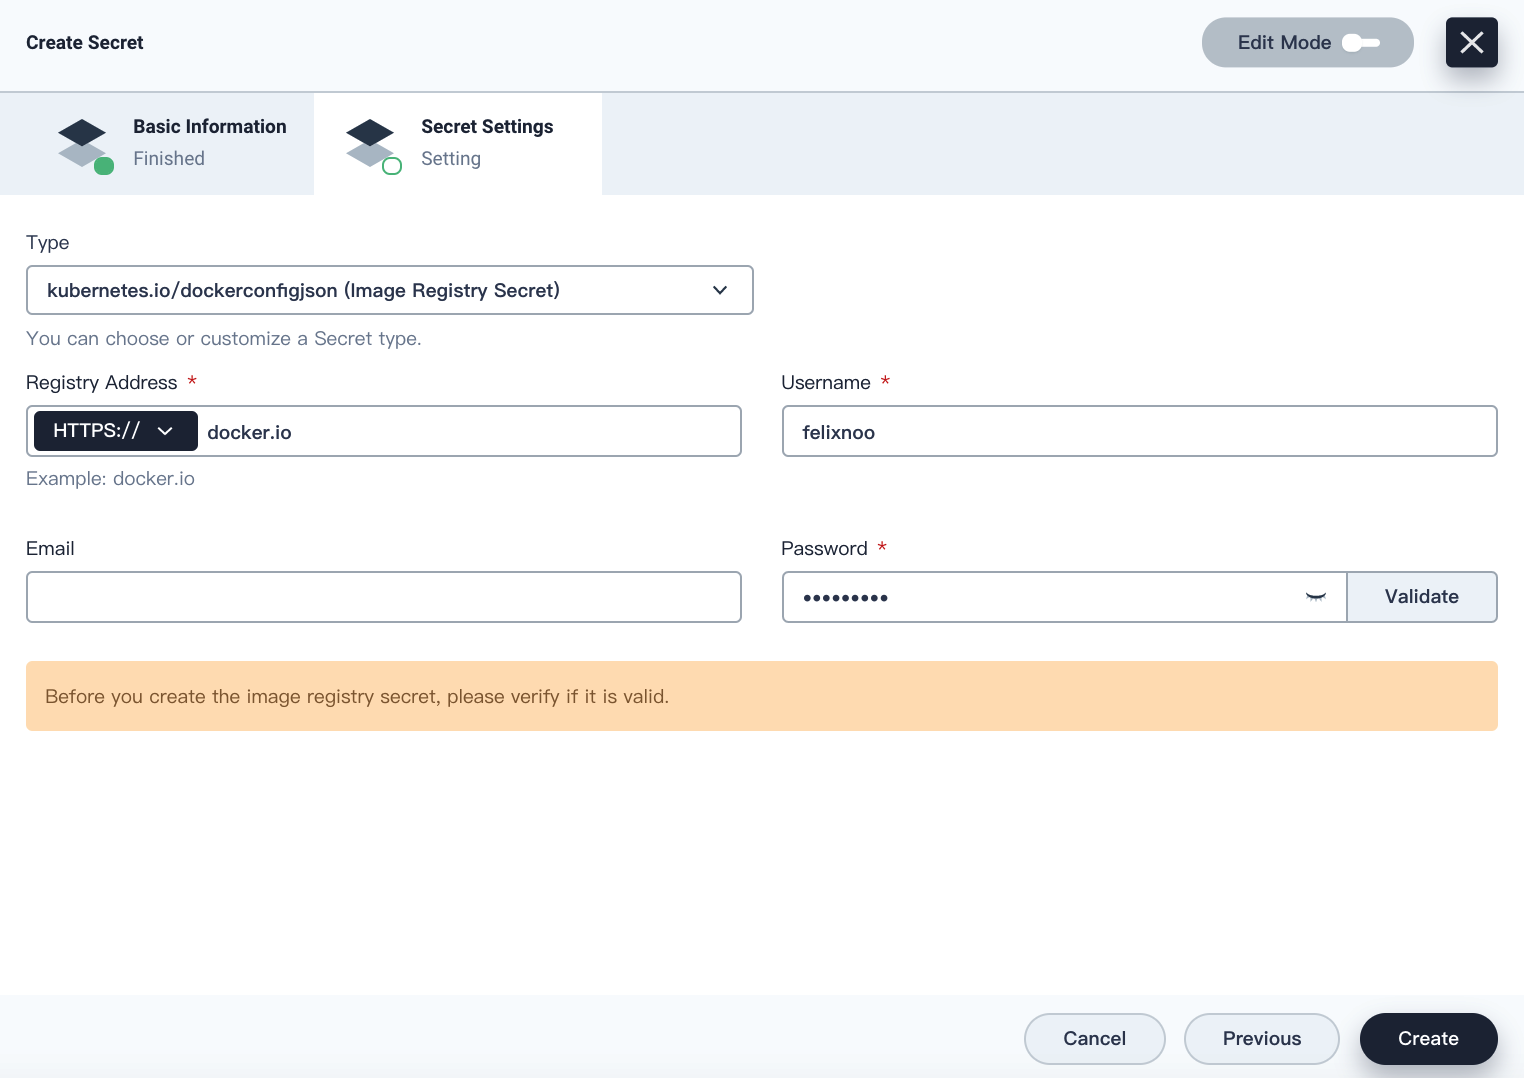 Create Secret
Edit Mode
Basic Information
Finished
Secret Settings
Setting
Type
kubernetes.io/dockerconfigjson (Image Registry Secret)
You can choose or customize a Secret type.
Registry Address *
Username *
HTTPS:// docker.io
felixnoo
Example: docker.io
Email
Password *
•••••••••
Validate
Before you create the image registry secret, please verify if it is valid.
Cancel
Previous
Create